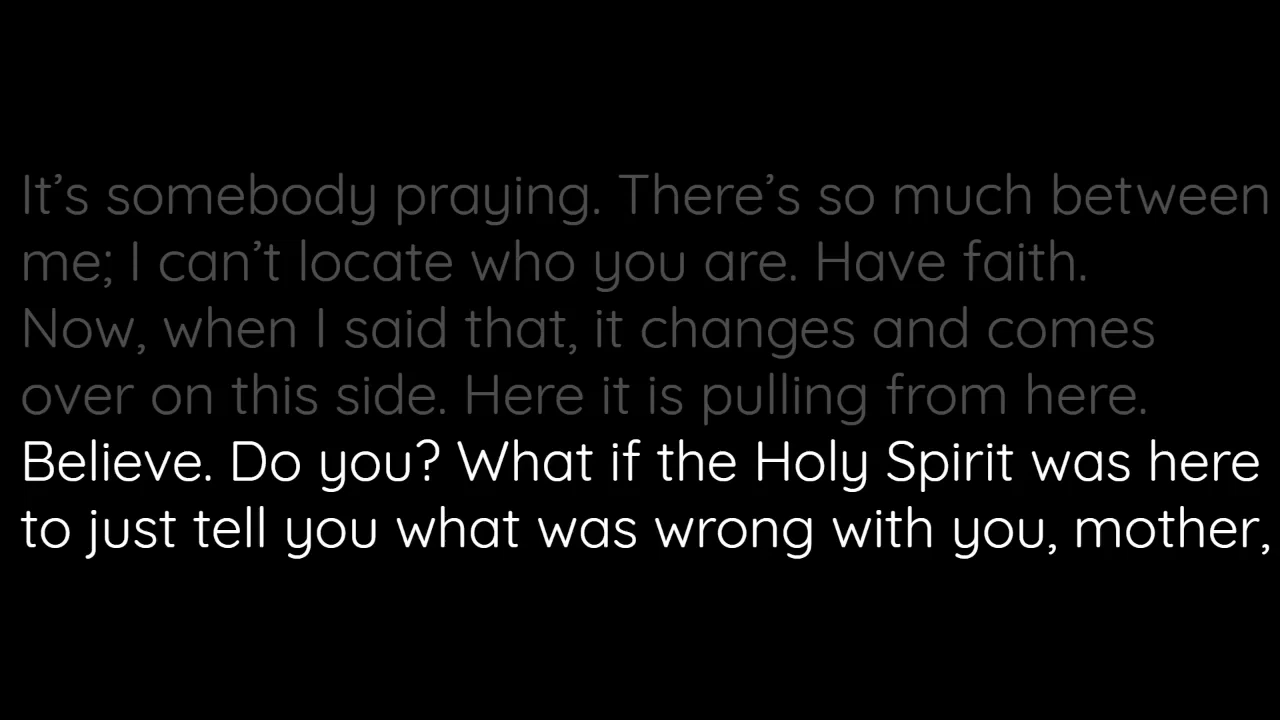 It’s somebody praying. There’s so much between
me; I can’t locate who you are. Have faith.
Now, when I said that, it changes and comes
over on this side. Here it is pulling from here.
Believe. Do you? What if the Holy Spirit was here
to just tell you what was wrong with you, mother,